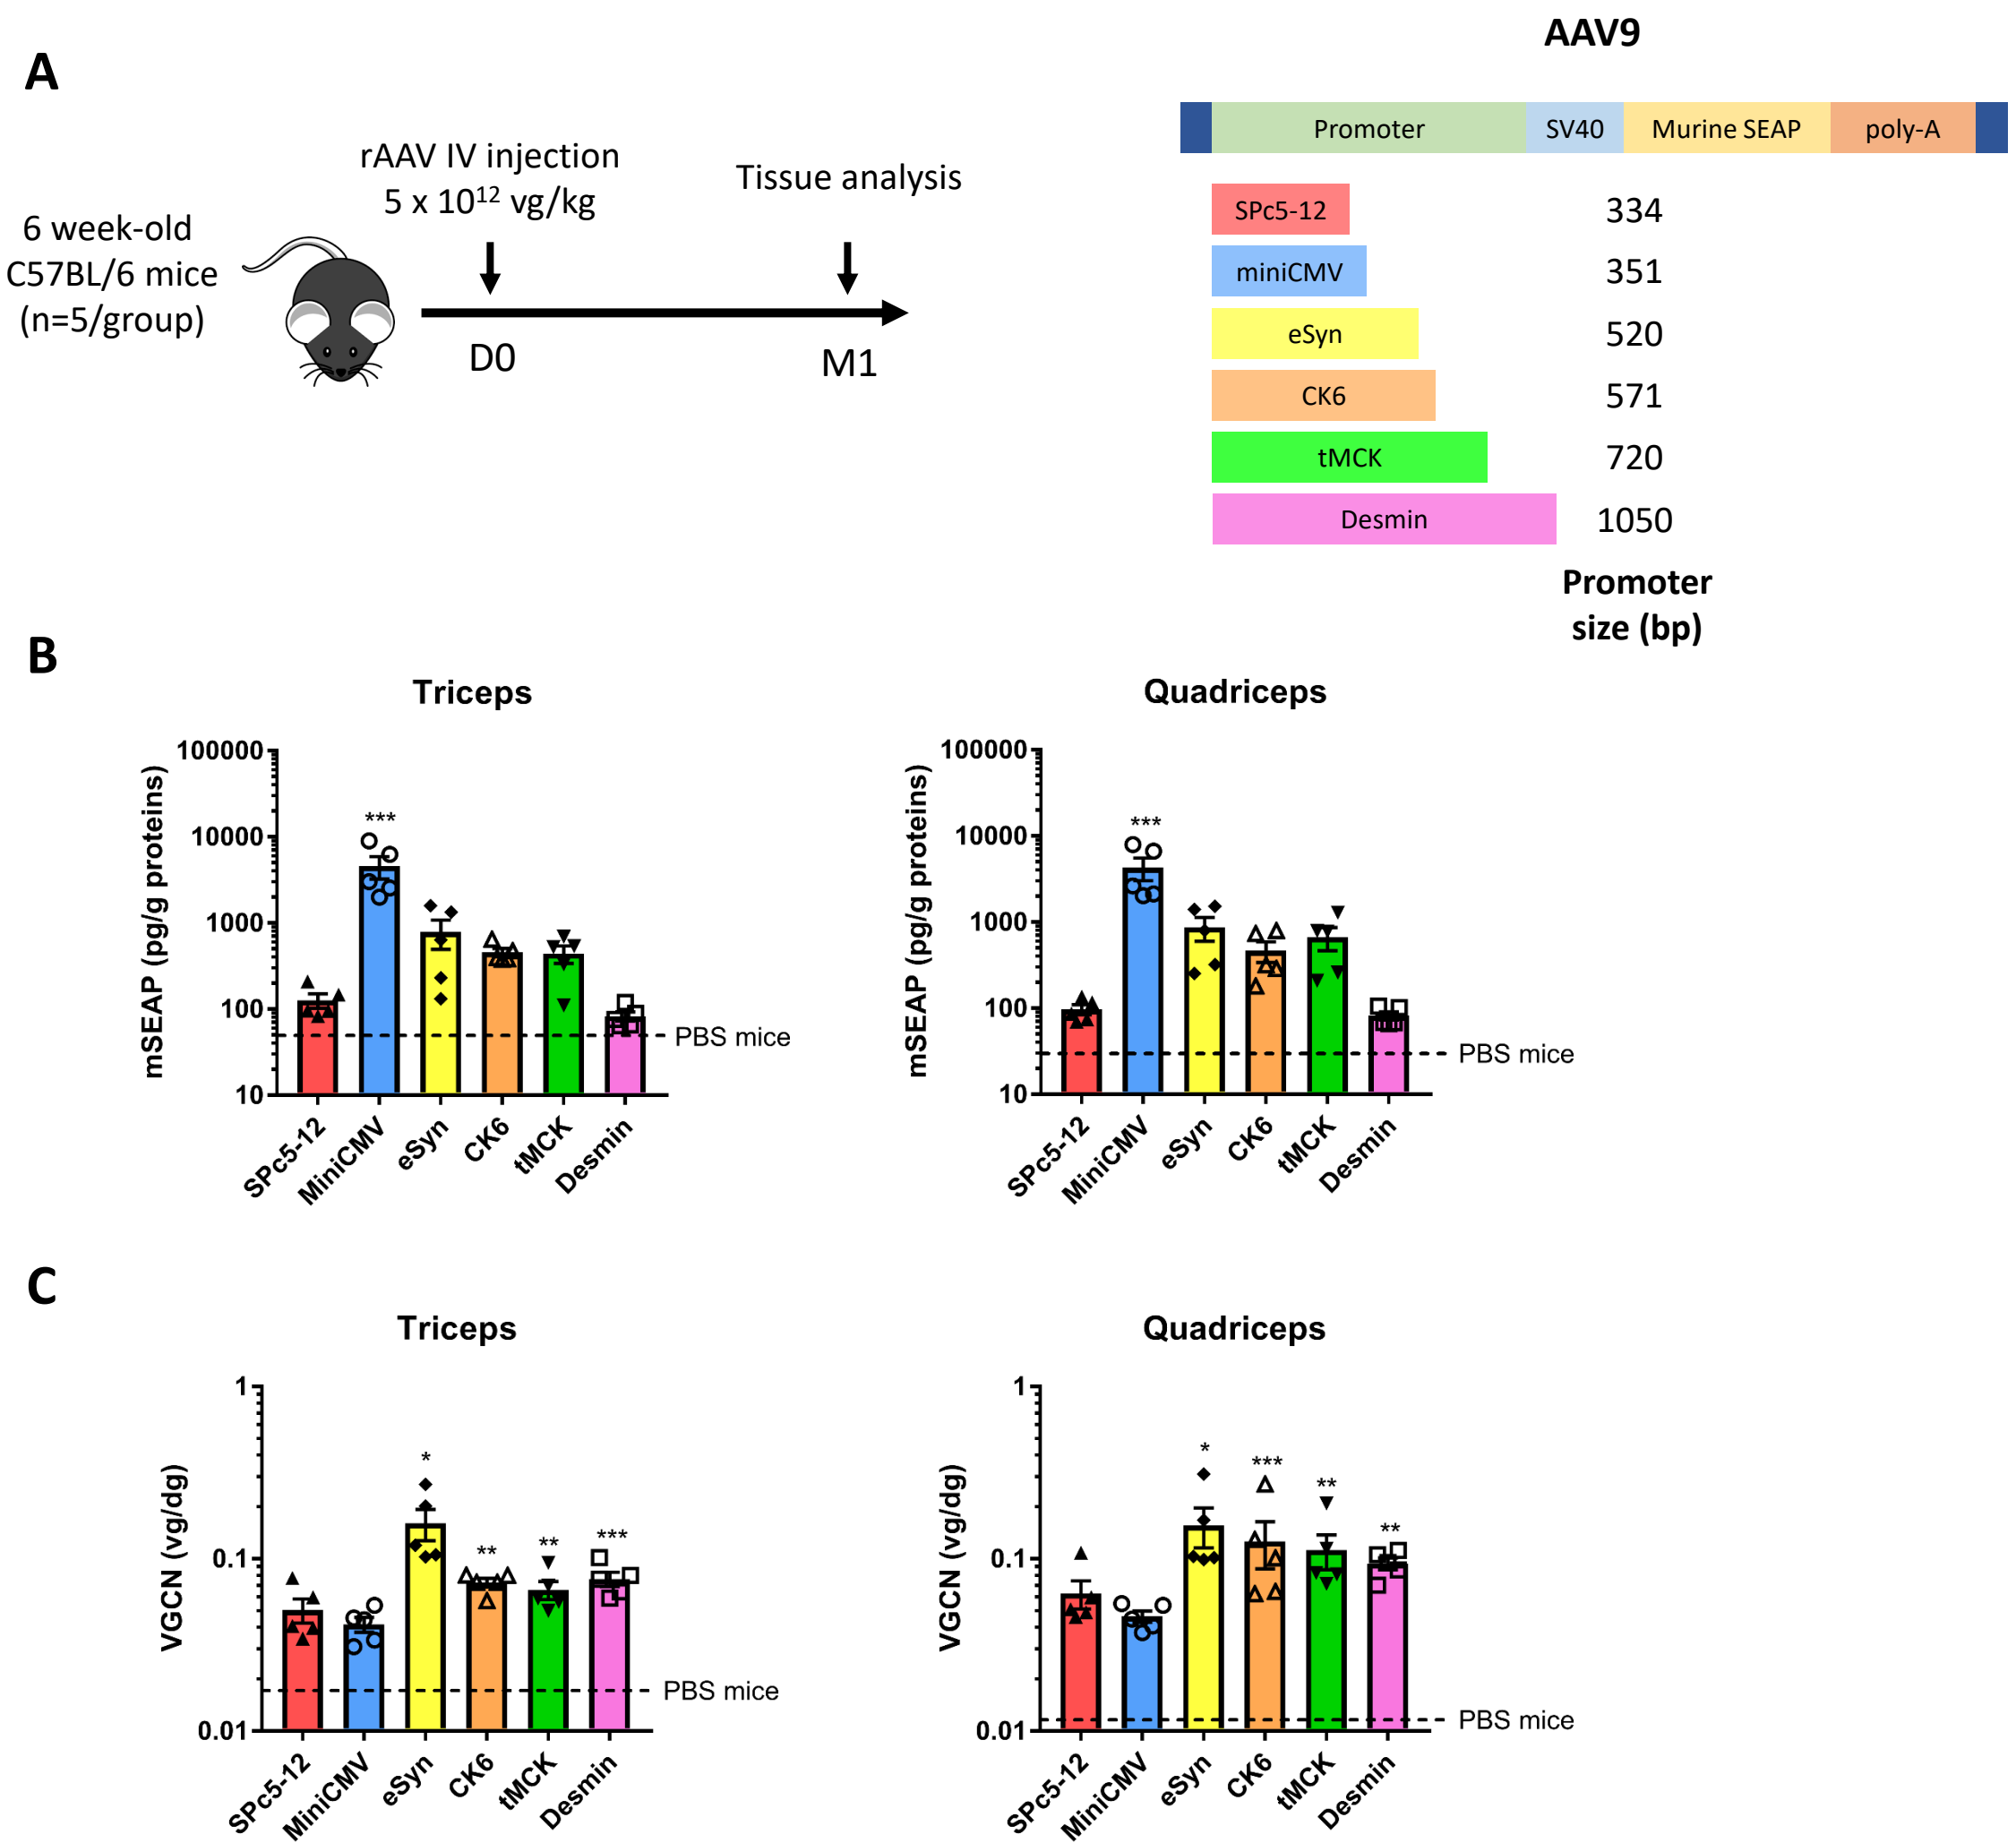 A
6 week-old
C57BL/6 mice
(n=5/group)
rAAV IV injection
5 x 10¹² vg/kg
Tissue analysis
D0
M1
AAV9
Promoter SV40 Murine SEAP poly-A
SPc5-12 334
miniCMV 351
eSyn 520
CK6 571
tMCK 720
Desmin 1050
Promoter
size (bp)
B
Triceps
mSEAP (pg/g proteins)
100000
10000
1000
100
10
***
PBS mice
SPc5-12
MiniCMV
eSyn
CK6
tMCK
Desmin
Quadriceps
mSEAP (pg/g proteins)
100000
10000
1000
100
10
***
PBS mice
SPc5-12
MiniCMV
eSyn
CK6
tMCK
Desmin
C
Triceps
VGCN (vg/dg)
1
0.1
0.01
*
**
**
***
PBS mice
SPc5-12
MiniCMV
eSyn
CK6
tMCK
Desmin
Quadriceps
VGCN (vg/dg)
1
0.1
0.01
*
***
**
**
PBS mice
SPc5-12
MiniCMV
eSyn
CK6
tMCK
Desmin